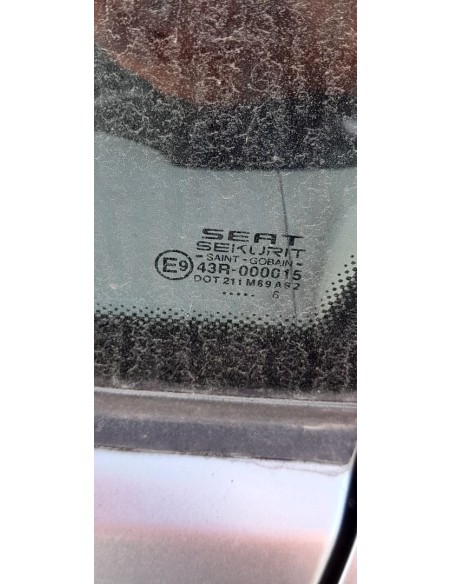 SEAT
SEKURIT
- SAINT - GOBAIN -
E9 43R-000015
DOT 211 M69 AS2
..... 6